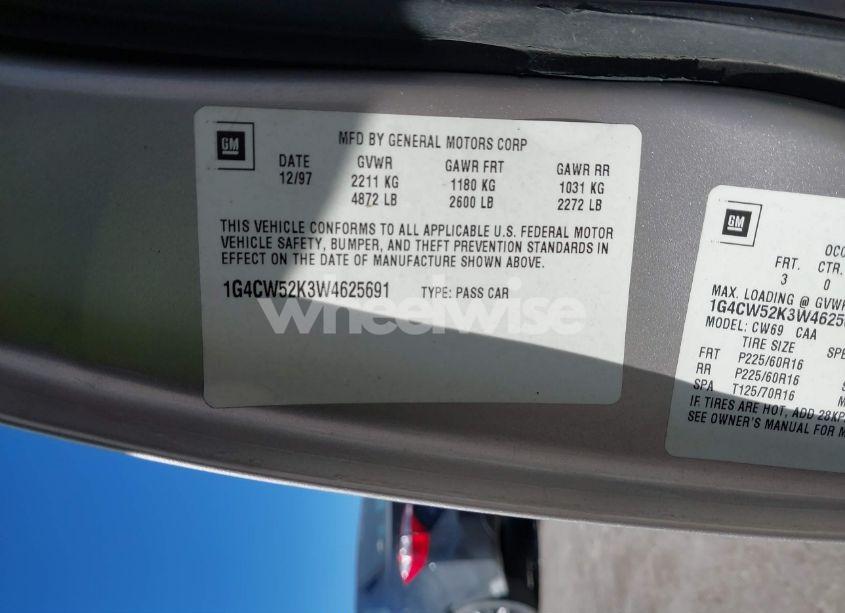 GM
MFD BY GENERAL MOTORS CORP
DATE GVWR GAWR FRT GAWR RR
12/97 2211 KG 1180 KG 1031 KG
4872 LB 2600 LB 2272 LB
THIS VEHICLE CONFORMS TO ALL APPLICABLE U.S. FEDERAL MOTOR
VEHICLE SAFETY, BUMPER, AND THEFT PREVENTION STANDARDS IN
EFFECT ON THE DATE OF MANUFACTURE SHOWN ABOVE.
1G4CW52K3W4625691 TYPE: PASS CAR
wheelwise
GM
OCC
FRT. CTR.
3 0
MAX. LOADING @ GVWR
1G4CW52K3W4625
MODEL: CW69 CAA
TIRE SIZE SPE
FRT P225/60R16
RR P225/60R16 S
SPA T125/70R16 M
IF TIRES ARE HOT, ADD 28KP
SEE OWNER'S MANUAL FOR M